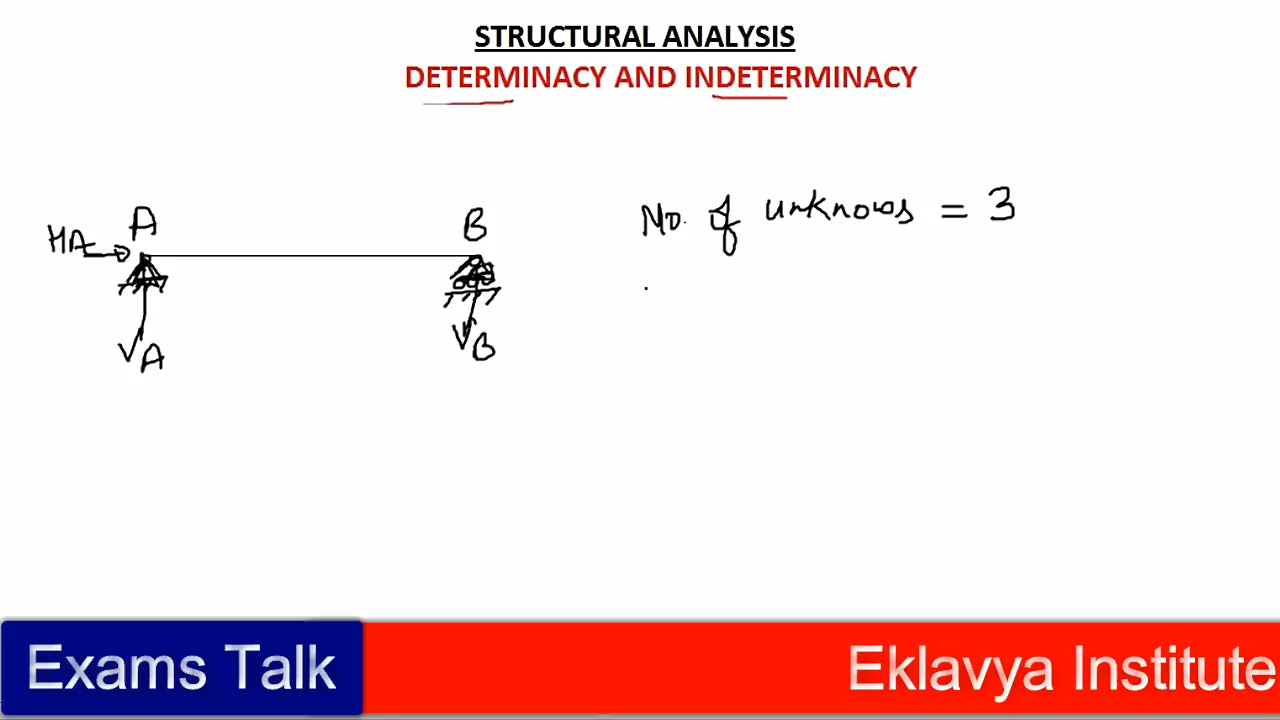 STRUCTURAL ANALYSIS
DETERMINACY AND INDETERMINACY
No. of unknows = 3
A
B
HA
VA
VB
Exams Talk
Eklavya Institute